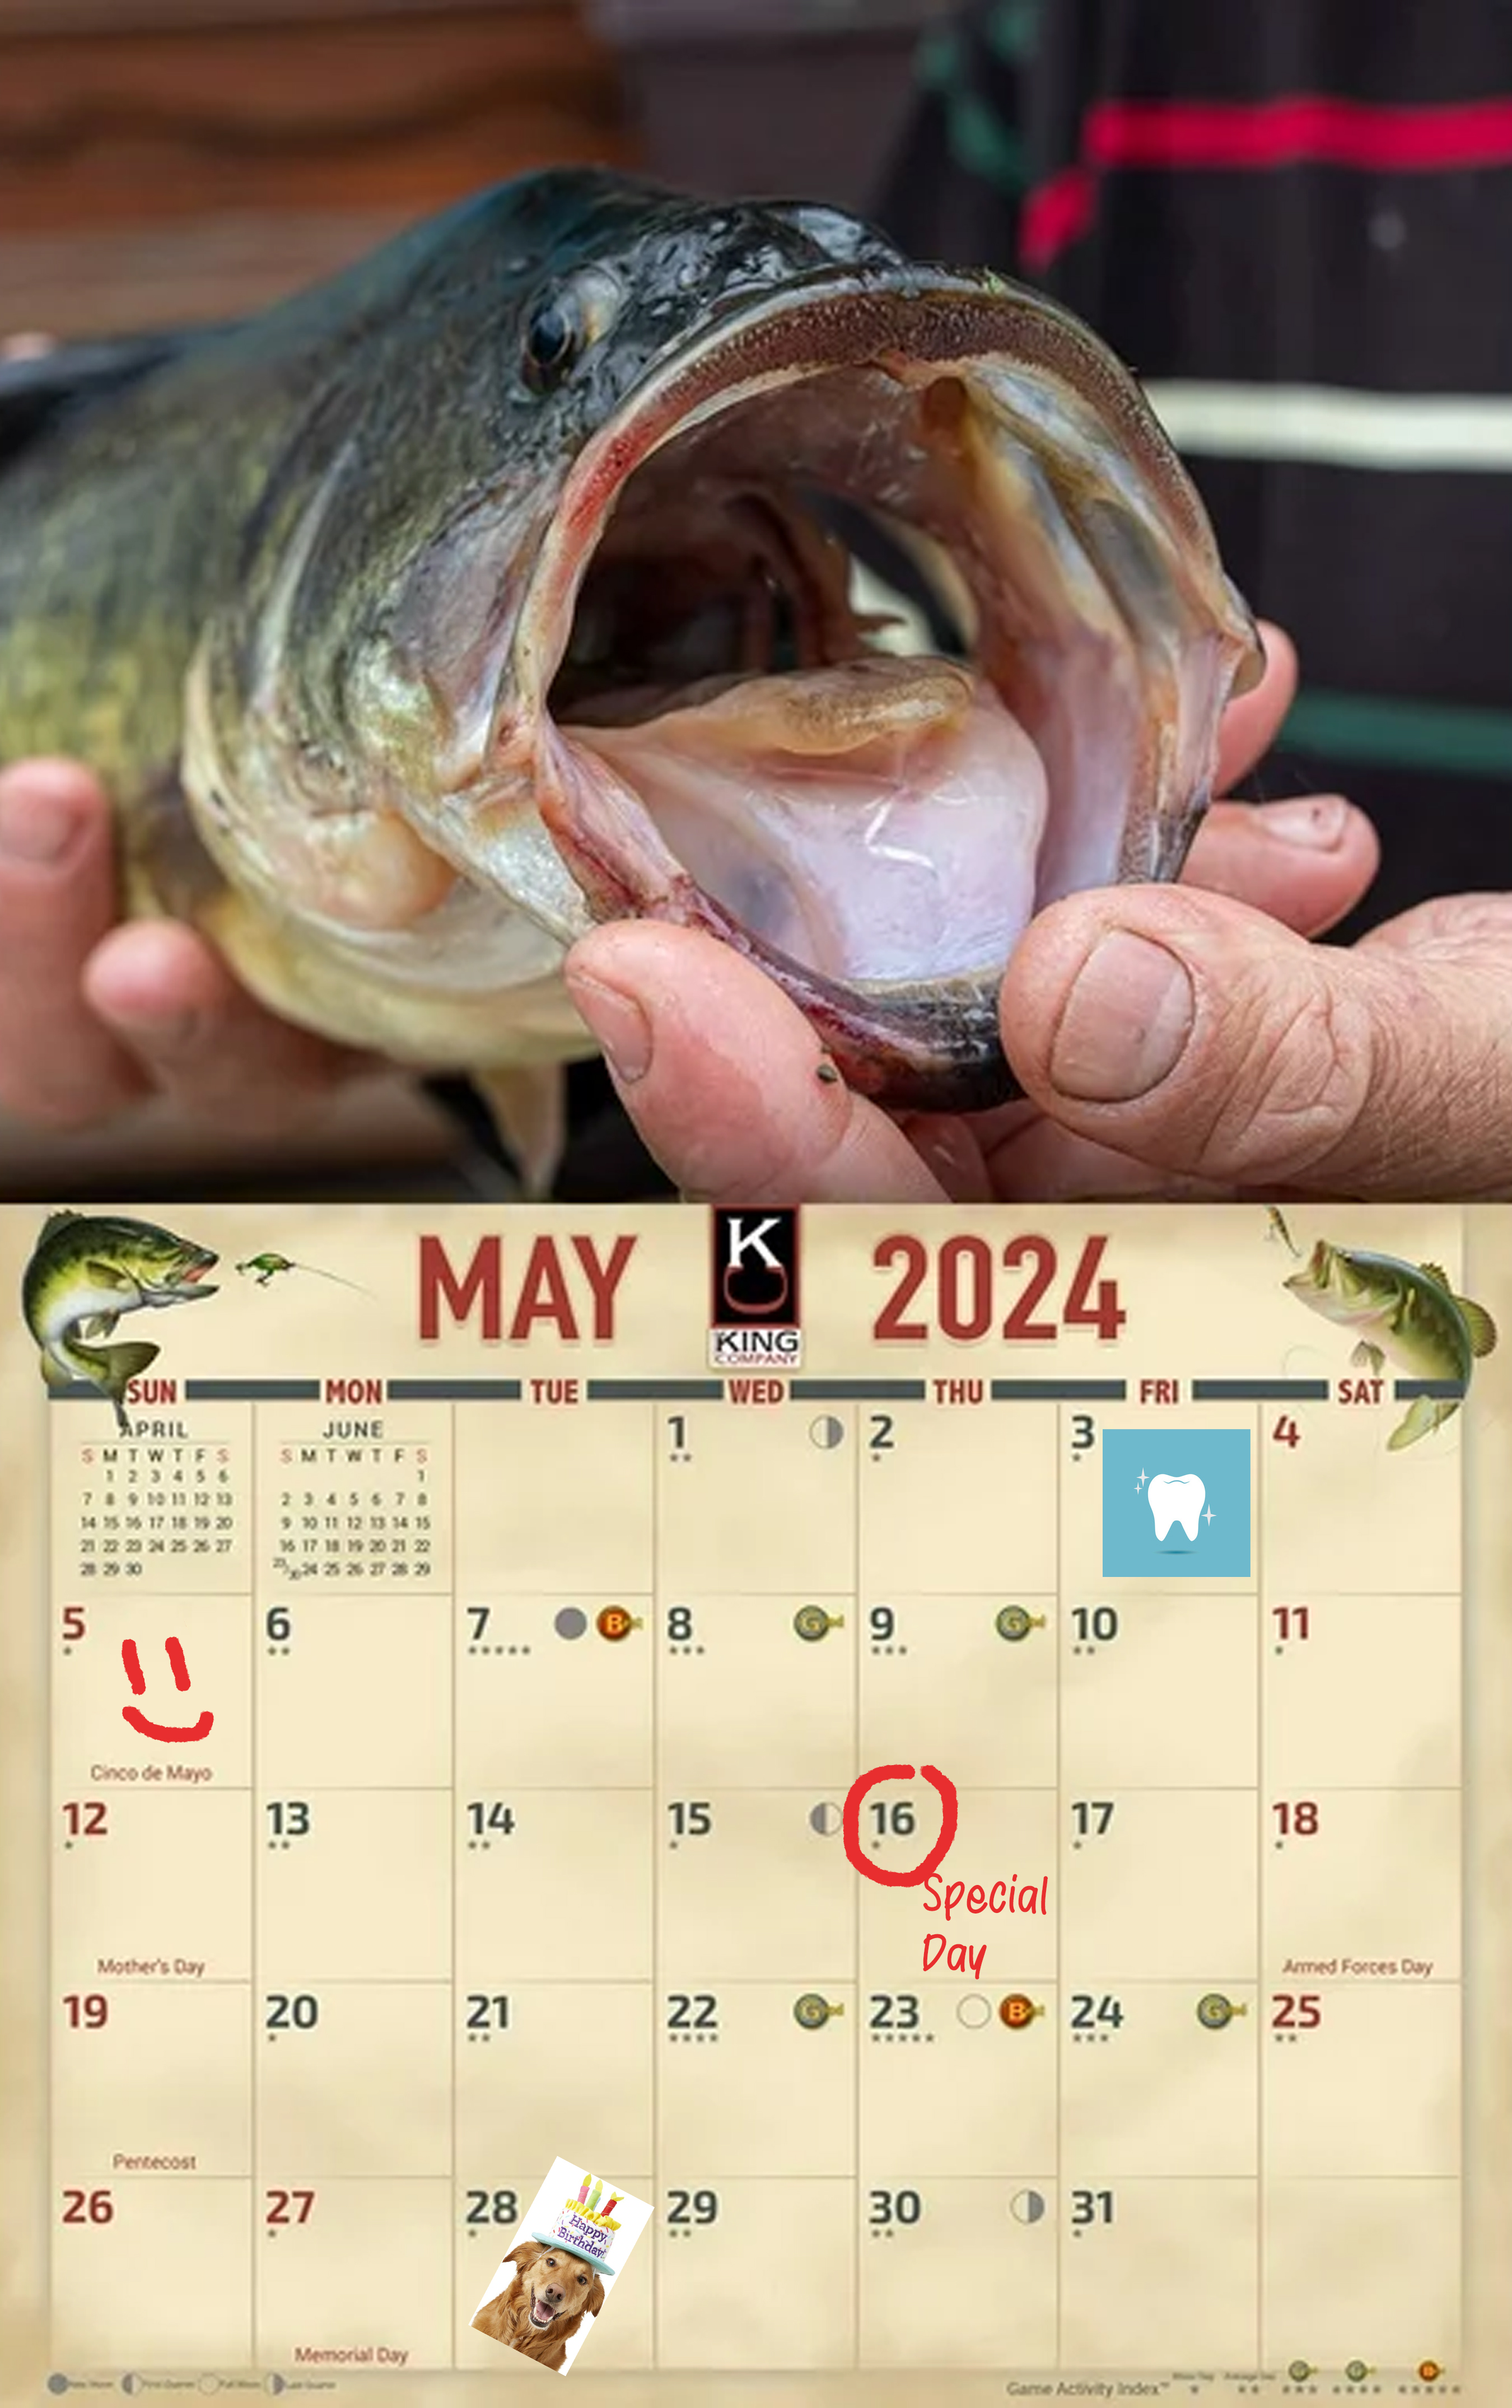 MAY K 2024
KING
COMPANY
SUN MON TUE WED THU FRI SAT
APRIL
S M T W T F S
1 2 3 4 5 6
7 8 9 10 11 12 13
14 15 16 17 18 19 20
21 22 23 24 25 26 27
28 29 30
JUNE
S M T W T F S
1
2 3 4 5 6 7 8
9 10 11 12 13 14 15
16 17 18 19 20 21 22
23/30 24 25 26 27 28 29
1 2 3 4
5 6 7 B 8 G 9 G 10 11
Cinco de Mayo
12 13 14 15 16 17 18
Special
Day
Mother's Day Armed Forces Day
19 20 21 22 G 23 B 24 G 25
Pentecost
26 27 28 29 30 31
Happy
Birthday!
Memorial Day
Game Activity Index™